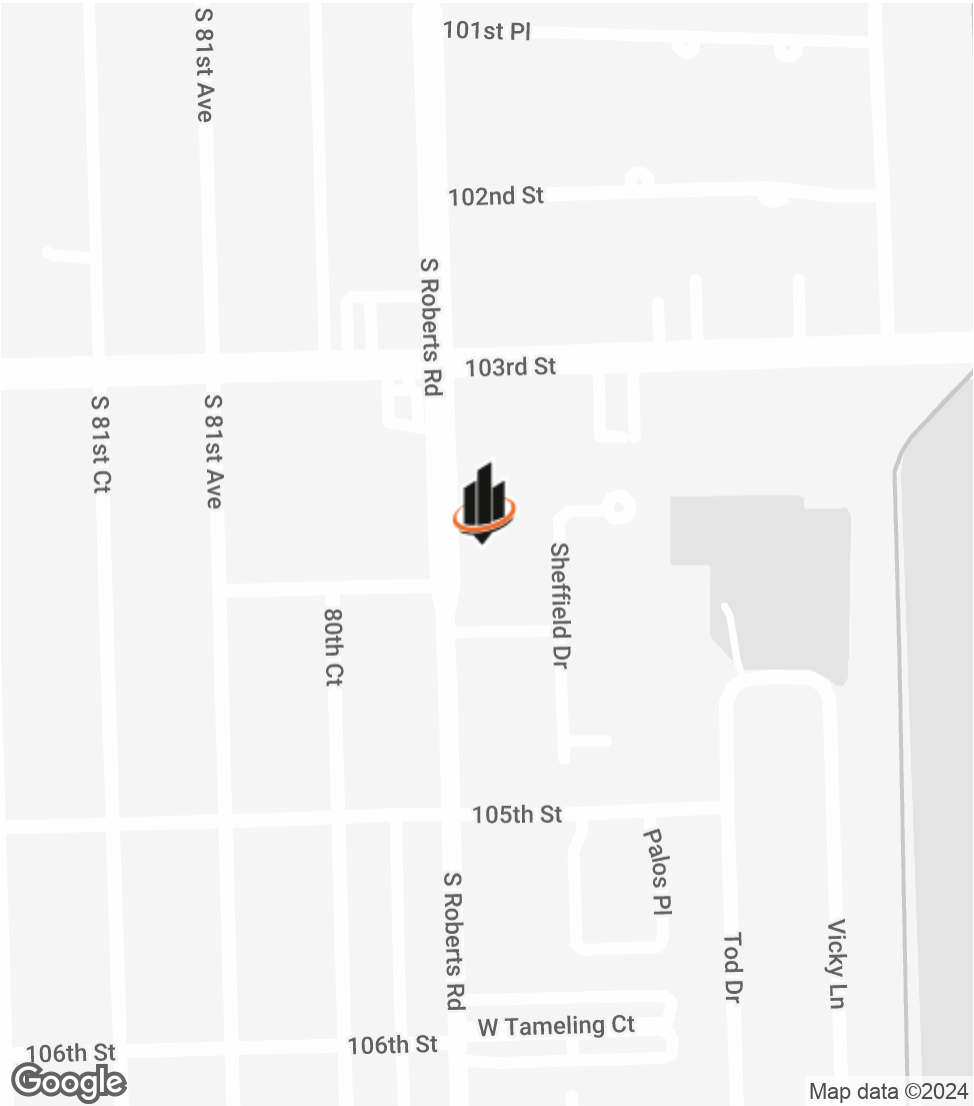 S 81st Ave
101st Pl
102nd St
S Roberts Rd
103rd St
S 81st Ct
S 81st Ave
Sheffield Dr
80th Ct
105th St
Palos Pl
S Roberts Rd
Tod Dr
Vicky Ln
W Tameling Ct
106th St
106th St
Google
Map data ©2024